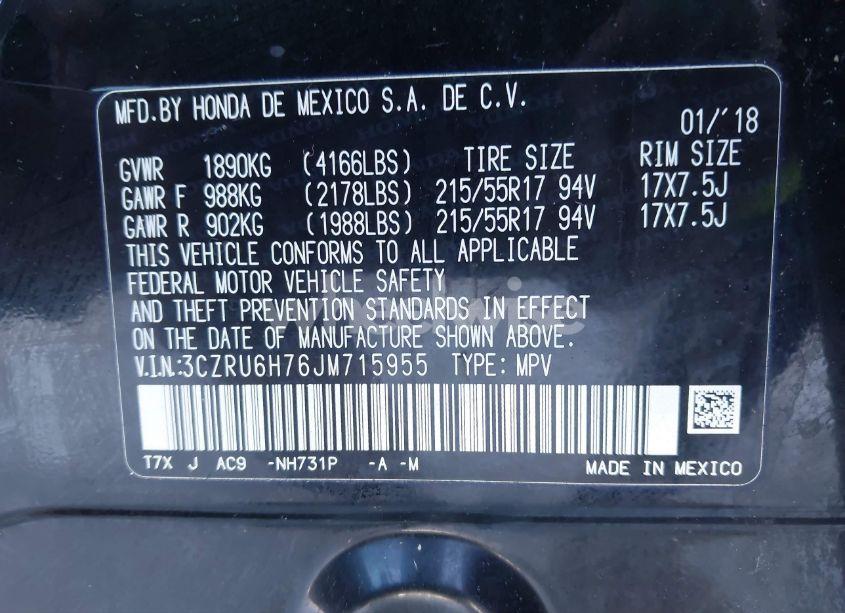 MFD.BY HONDA DE MEXICO S.A. DE C.V.
01/'18
GVWR 1890KG (4166LBS) TIRE SIZE RIM SIZE
GAWR F 988KG (2178LBS) 215/55R17 94V 17X7.5J
GAWR R 902KG (1988LBS) 215/55R17 94V 17X7.5J
THIS VEHICLE CONFORMS TO ALL APPLICABLE
FEDERAL MOTOR VEHICLE SAFETY
AND THEFT PREVENTION STANDARDS IN EFFECT
ON THE DATE OF MANUFACTURE SHOWN ABOVE.
V.I.N.:3CZRU6H76JM715955 TYPE: MPV
T7X J AC9 -NH731P -A -M MADE IN MEXICO